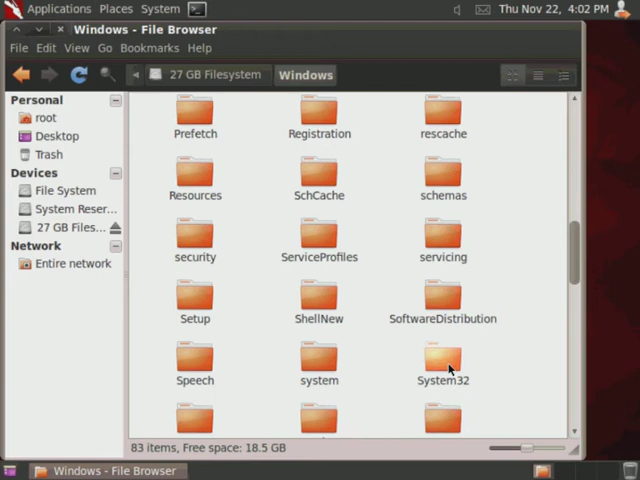 Applications Places System Thu Nov 22, 4:02 PM
Windows - File Browser
File Edit View Go Bookmarks Help
27 GB Filesystem Windows
Personal
root
Desktop
Trash
Devices
File System
System Reser...
27 GB Files...
Network
Entire network
Prefetch Registration rescache
Resources SchCache schemas
security ServiceProfiles servicing
Setup ShellNew SoftwareDistribution
Speech system System32
83 items, Free space: 18.5 GB
Windows - File Browser